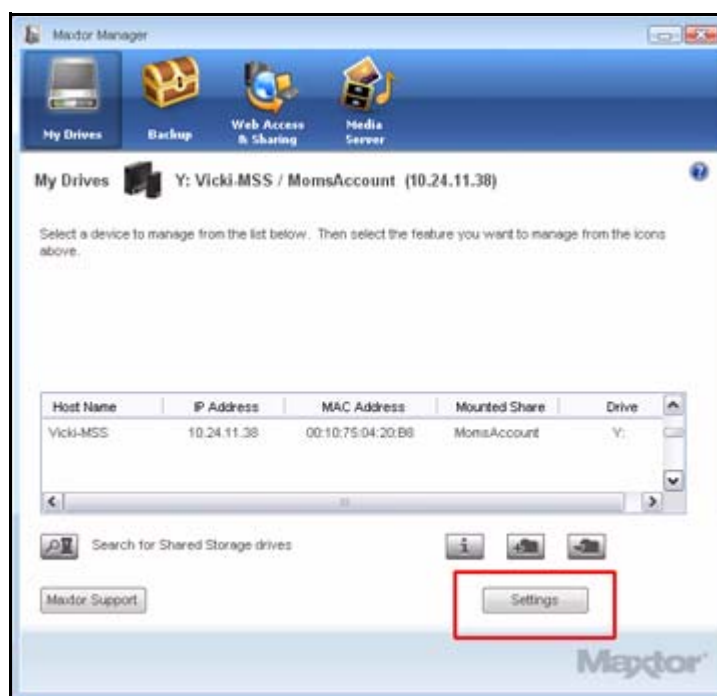 Maxtor Manager
My Drives
Backup
Web Access
& Sharing
Media
Server
My Drives Y: Vicki-MSS / MomsAccount (10.24.11.38)
Select a device to manage from the list below. Then select the feature you want to manage from the icons
above.
Host Name IP Address MAC Address Mounted Share Drive
Vicki-MSS 10.24.11.38 00:10:75:04:20:B6 MomsAccount Y:
Search for Shared Storage drives
Maxtor Support
Settings
Maxtor